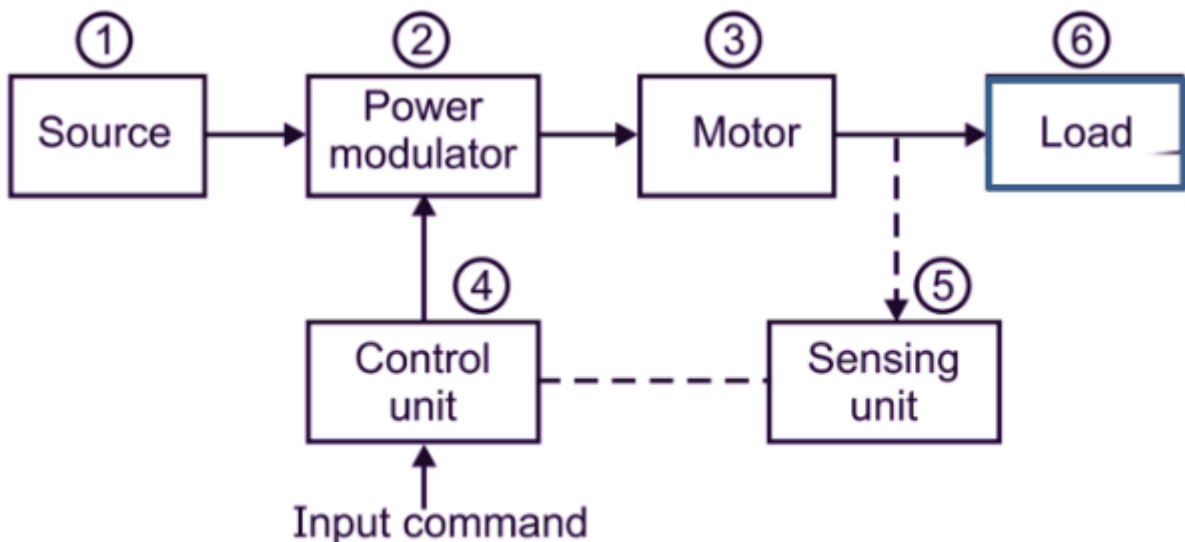 1
2
3
6
Source
Power
modulator
Motor
Load
4
5
Control
unit
Sensing
unit
Input command